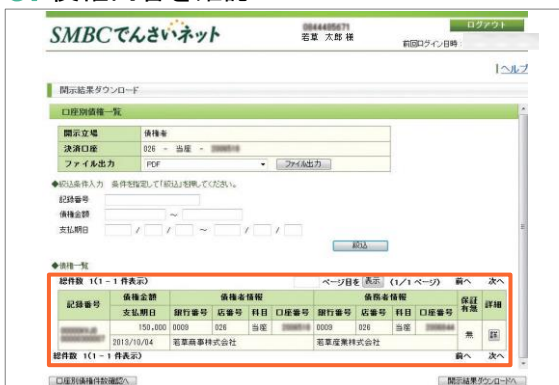 SMBCでんさいネット
若草 太郎 様
ログアウト
前回ログイン日時
ヘルプ
開示結果ダウンロード
口座別債権一覧
開示立場 債権者
決済口座 026 - 当座 -
ファイル出力 PDF ファイル出力
◆絞込条件入力 条件を指定して「絞込」を押してください。
記録番号
債権金額 ~
支払期日 / / ~ / /
絞込
◆債権一覧
総件数 1(1 - 1 件表示) ページ目を 表示 (1/1 ページ) 前へ 次へ
記録番号 債権金額 債権者情報 債務者情報 保証有無 詳細
支払期日 銀行番号 店番号 科目 口座番号 銀行番号 店番号 科目 口座番号
150,000 0009 026 当座 0009 026 当座 無 詳
2013/10/04 若草商事株式会社 若草産業株式会社
総件数 1(1 - 1 件表示) 前へ 次へ
口座別債権件数確認へ 開示結果ダウンロードへ